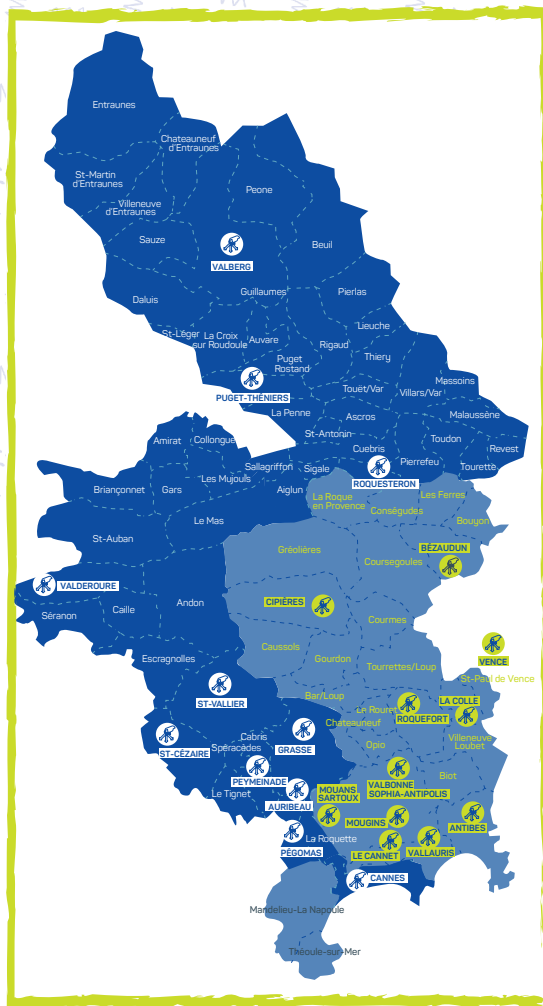 Entraunes
Chateauneuf
d'Entraunes
St-Martin
d'Entraunes
Peone
Villeneuve
d'Entraunes
Sauze
Beuil
VALBERG
Guillaumes
Pierlas
Daluis
Lieuche
St-Léger
La Croix
sur Roudoule
Auvare
Rigaud
Puget
Rostand
Thiery
Massoins
PUGET-THÉNIERS
Touët/Var
Villars/Var
La Penne
Ascros
Malaussène
St-Antonin
Amirat
Collongue
Toudon
Cuebris
Revest
Sallagriffon
Sigale
Pierrefeu
Tourette
Les Mujouls
ROQUESTERON
Briançonnet
Gars
Aiglun
La Roque
en Provence
Les Ferres
Conségudes
Le Mas
Bouyon
St-Auban
Gréolières
BÉZAUDUN
Coursegoules
VALDEROURE
Andon
CIPIÈRES
Caille
Séranon
Courmes
Caussols
Escragnolles
Gourdon
VENCE
Tourrettes/Loup
St-Paul de Vence
ST-VALLIER
Bar/Loup
LA COLLE
Le Rouret
ROQUEFORT
Chateauneuf
Cabris
Villeneuve
Loubet
Opio
ST-CÉZAIRE
Speracèdes
GRASSE
Biot
PEYMEINADE
VALBONNE
SOPHIA-ANTIPOLIS
Le Tignet
MOUANS
SARTOUX
AURIBEAU
MOUGINS
ANTIBES
La Roquette
PÉGOMAS
LE CANNET
VALLAURIS
CANNES
Mandelieu-La Napoule
Théoule-sur-Mer